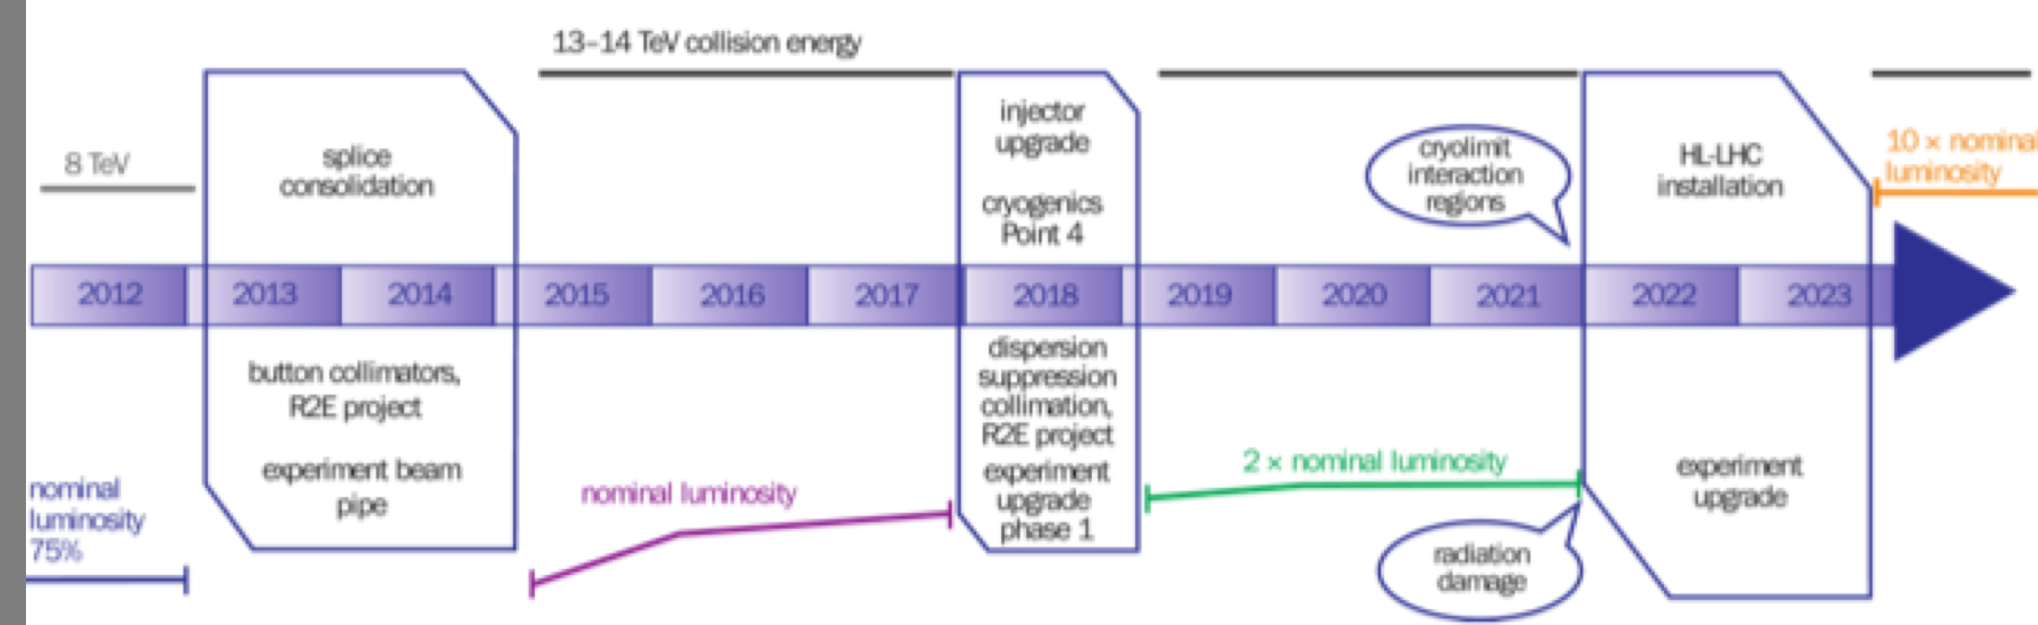 13–14 TeV collision energy
8 TeV
splice
consolidation
injector
upgrade
cryogenics
Point 4
cryolimit
interaction
regions
HL-LHC
installation
10 × nominal
luminosity
2012
2013
2014
2015
2016
2017
2018
2019
2020
2021
2022
2023
nominal
luminosity
75%
button collimators,
R2E project
experiment beam
pipe
nominal luminosity
dispersion
suppression
collimation,
R2E project
experiment
upgrade
phase 1
2 × nominal luminosity
radiation
damage
experiment
upgrade